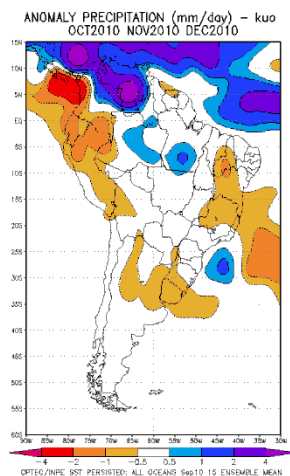 ANOMALY PRECIPITATION (mm/day) - kuo
OCT2010 NOV2010 DEC2010
15N
10N
5N
EQ
5S
10S
15S
20S
25S
30S
35S
40S
45S
50S
55S
60S
90W 85W 80W 75W 70W 65W 60W 55W 50W 45W 40W 35W 30W
-4 -2 -1 -0.5 0.5 1 2 4
CPTEC/INPE SST PERSISTED: ALL OCEANS Sep10 15 ENSEMBLE MEAN